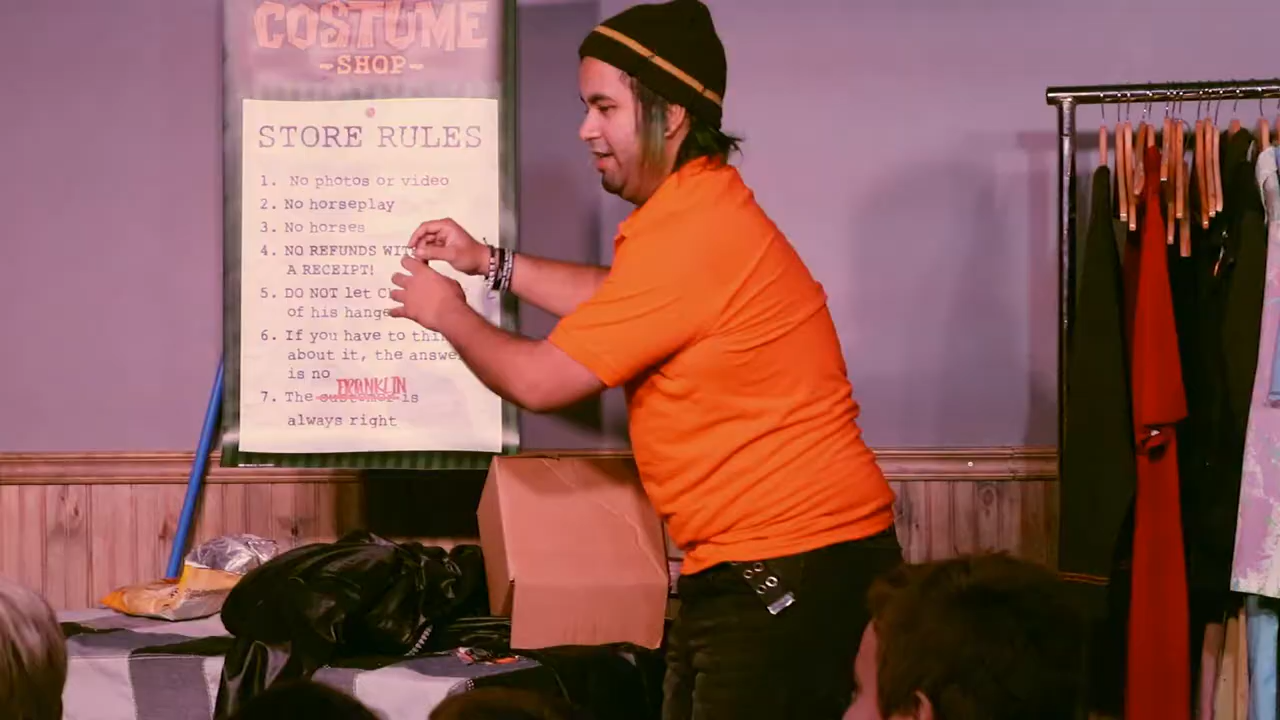 COSTUME
-SHOP-
STORE RULES
1. No photos or video
2. No horseplay
3. No horses
4. NO REFUNDS
A RECEIPT!
5. DO NOT let
of his
6. If you have to
about it, the
is no
FRANKLIN
7. The customer is
always right